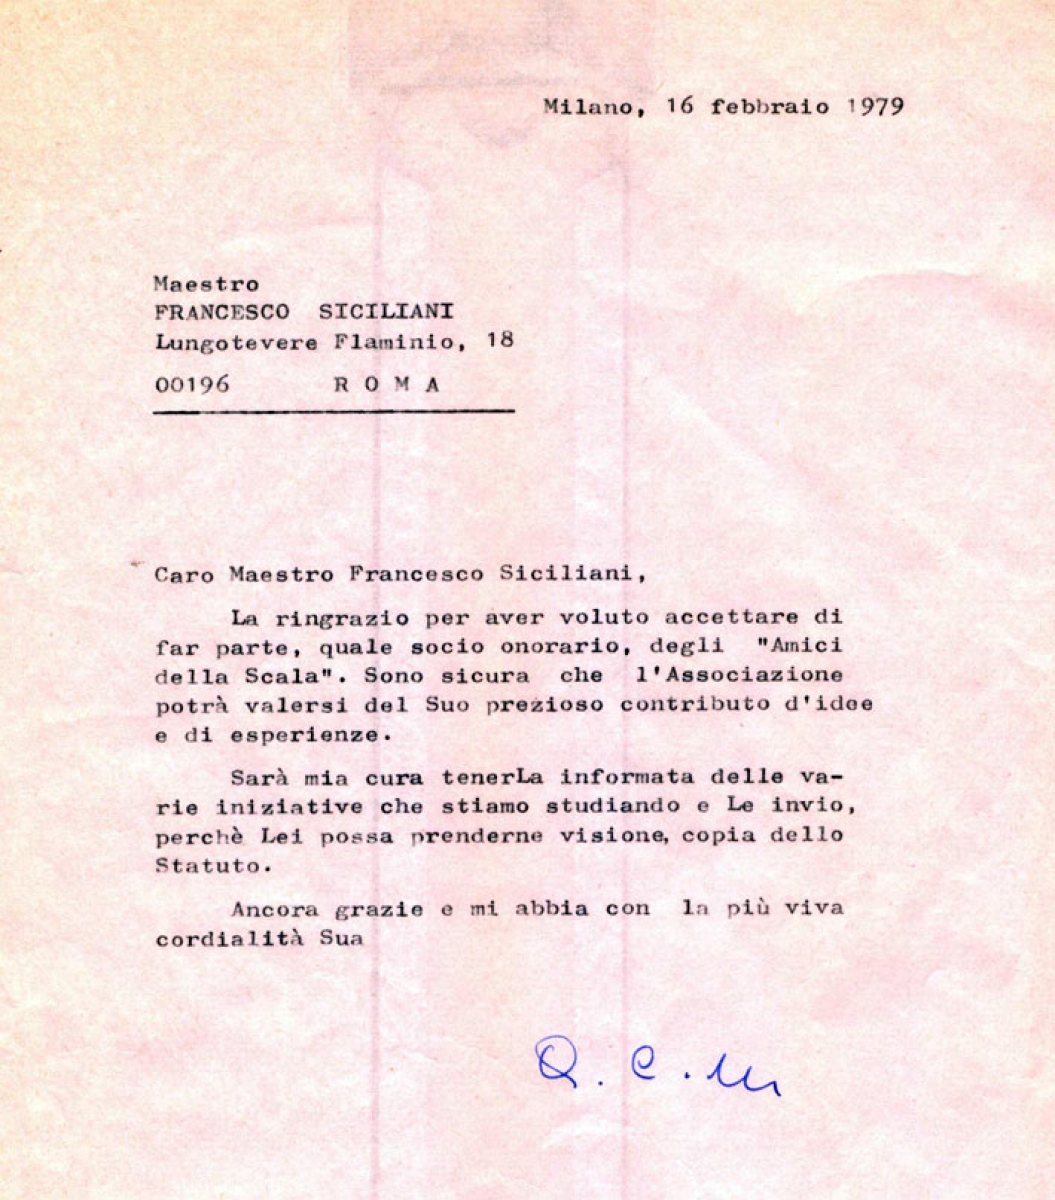 Milano, 16 febbraio 1979
Maestro
FRANCESCO SICILIANI
Lungotevere Flaminio, 18
00196 R O M A
Caro Maestro Francesco Siciliani,
La ringrazio per aver voluto accettare di
far parte, quale socio onorario, degli "Amici
della Scala". Sono sicura che l'Associazione
potrà valersi del Suo prezioso contributo d'idee
e di esperienze.
Sarà mia cura tenerLa informata delle va-
rie iniziative che stiamo studiando e Le invio,
perchè Lei possa prenderne visione, copia dello
Statuto.
Ancora grazie e mi abbia con la più viva
cordialità Sua